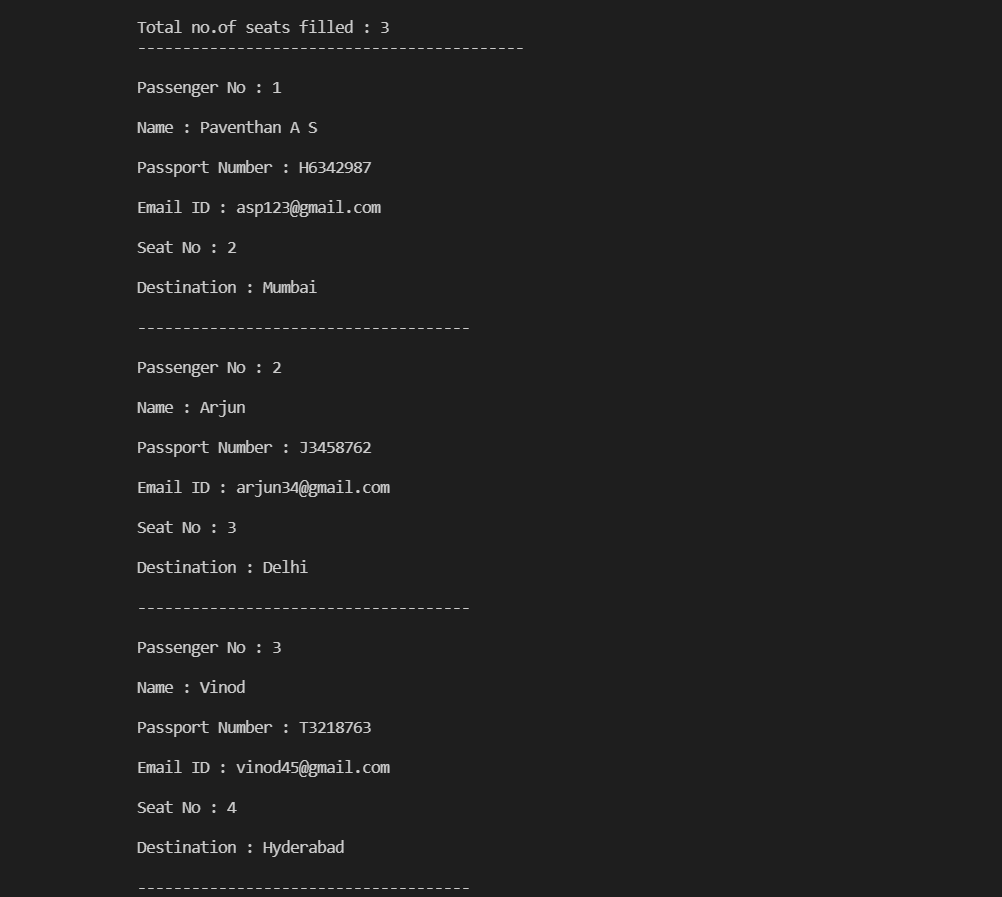 Total no.of seats filled : 3
-------------------------------------------
Passenger No : 1
Name : Paventhan A S
Passport Number : H6342987
Email ID : asp123@gmail.com
Seat No : 2
Destination : Mumbai
-------------------------------------
Passenger No : 2
Name : Arjun
Passport Number : J3458762
Email ID : arjun34@gmail.com
Seat No : 3
Destination : Delhi
-------------------------------------
Passenger No : 3
Name : Vinod
Passport Number : T3218763
Email ID : vinod45@gmail.com
Seat No : 4
Destination : Hyderabad
-------------------------------------